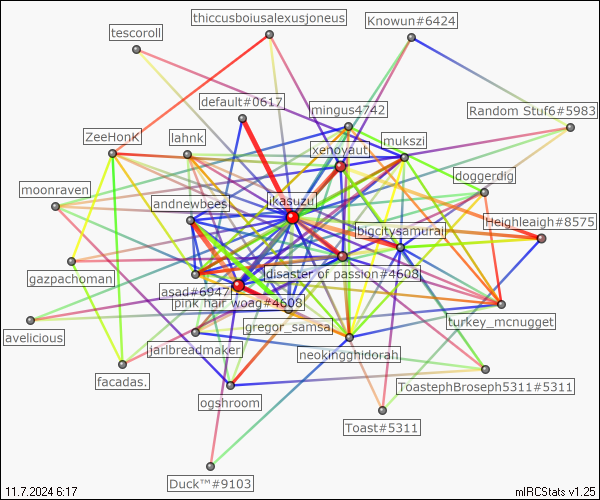 thiccusboiusalexusjoneus
Knowun#6424
tescoroll
default#0617
mingus4742
Random Stuf6#5983
ZeeHonK
lahnk
mukszi
xenoyaut
doggerdig
moonraven
andnewbees
jikasuzu
Heighleaigh#8575
bigcitysamurai
gazpachoman
disaster of passion#4608
asad#6947
pink hair woag#4608
turkey_mcnugget
gregor_samsa
avelicious
jarlbreadmaker
neokingghidorah
facadas.
ToastephBroseph5311#5311
ogshroom
Toast#5311
Duck™#9103
11.7.2024 6:17
mIRCStats v1.25